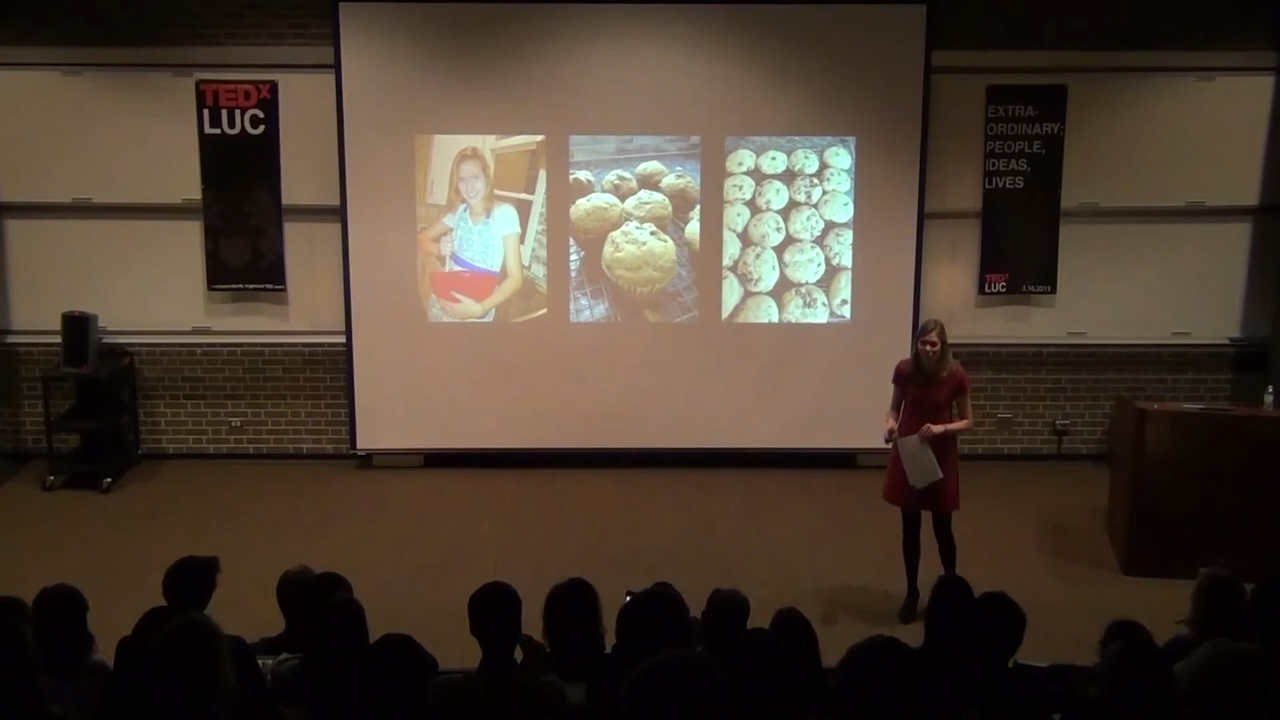 TEDx
LUC
EXTRA-
ORDINARY:
PEOPLE,
IDEAS,
LIVES
TEDx
LUC